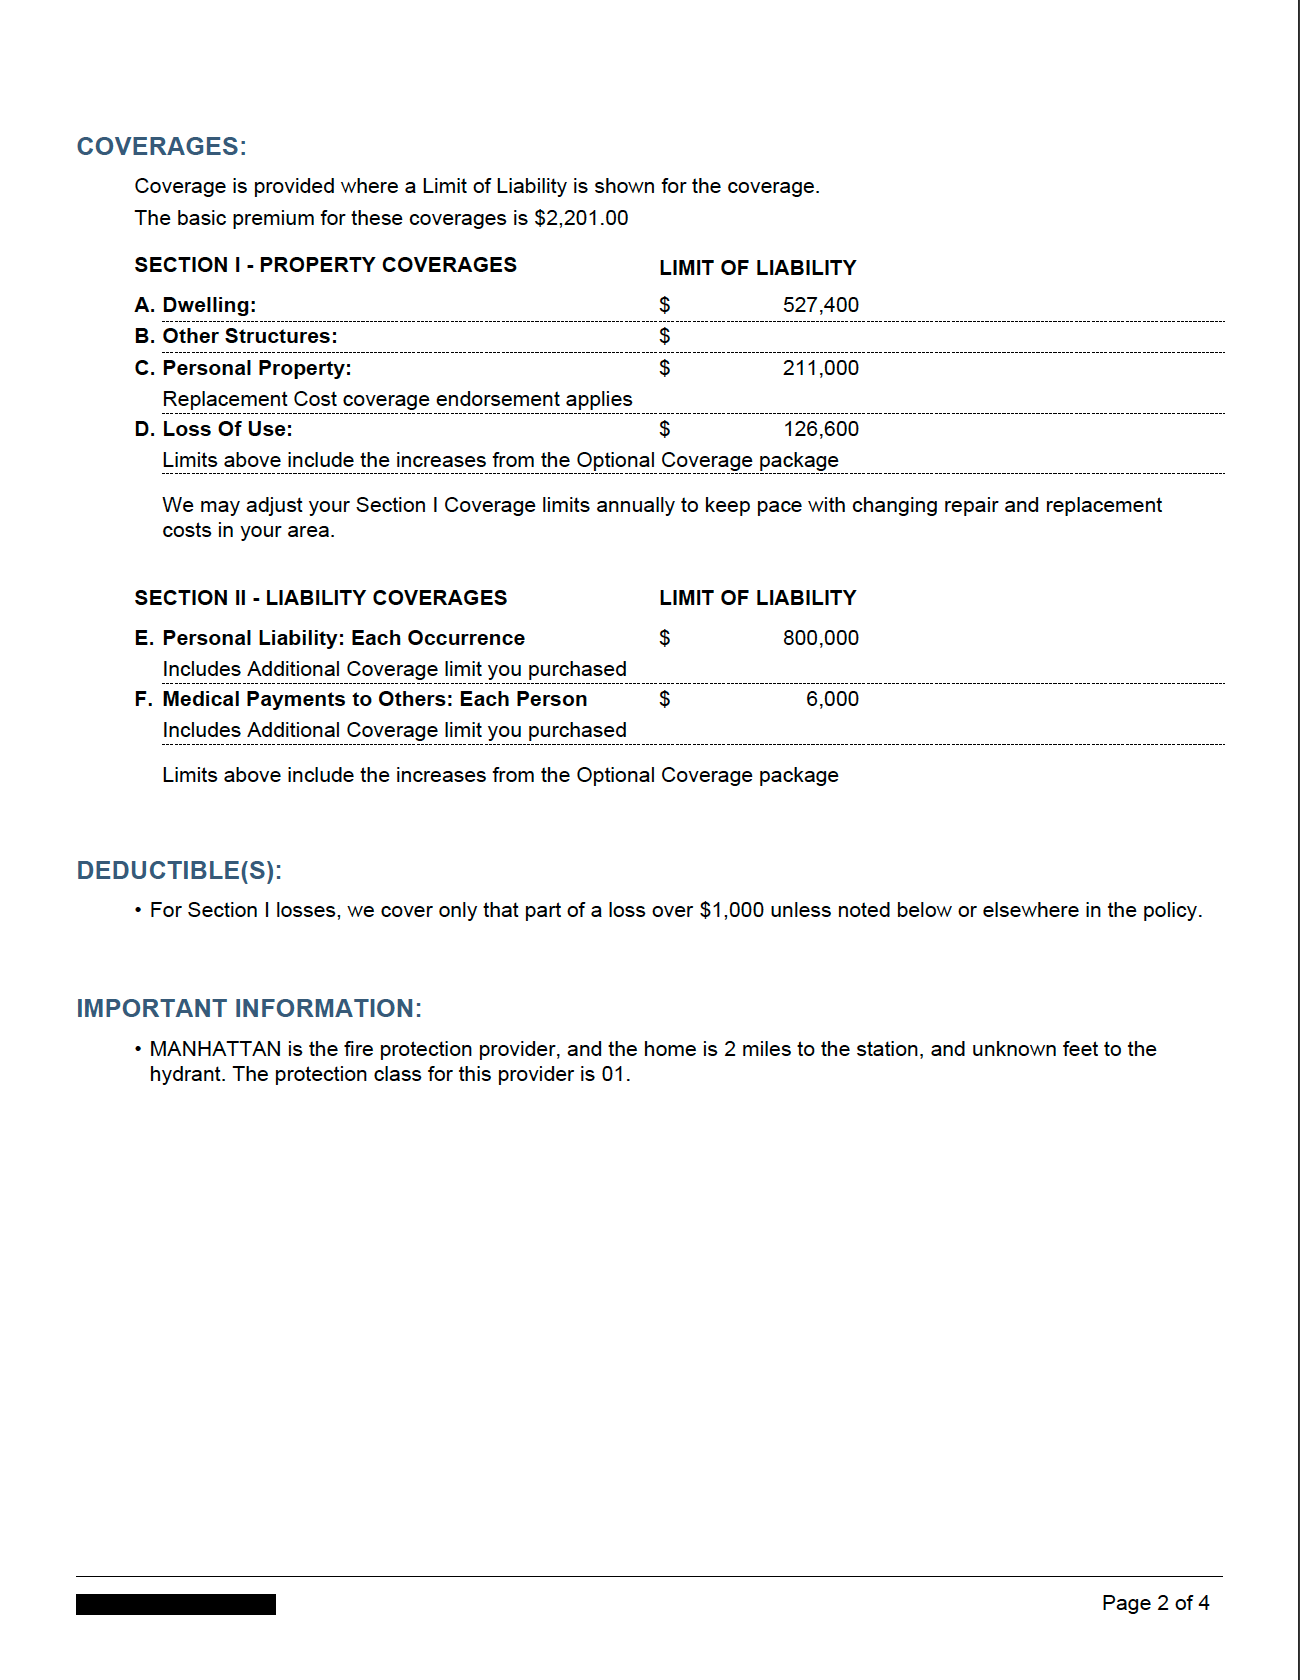 COVERAGES:
Coverage is provided where a Limit of Liability is shown for the coverage.
The basic premium for these coverages is $2,201.00
SECTION I - PROPERTY COVERAGES LIMIT OF LIABILITY
A. Dwelling: $ 527,400
B. Other Structures: $
C. Personal Property: $ 211,000
Replacement Cost coverage endorsement applies
D. Loss Of Use: $ 126,600
Limits above include the increases from the Optional Coverage package
We may adjust your Section I Coverage limits annually to keep pace with changing repair and replacement
costs in your area.
SECTION II - LIABILITY COVERAGES LIMIT OF LIABILITY
E. Personal Liability: Each Occurrence $ 800,000
Includes Additional Coverage limit you purchased
F. Medical Payments to Others: Each Person $ 6,000
Includes Additional Coverage limit you purchased
Limits above include the increases from the Optional Coverage package
DEDUCTIBLE(S):
• For Section I losses, we cover only that part of a loss over $1,000 unless noted below or elsewhere in the policy.
IMPORTANT INFORMATION:
• MANHATTAN is the fire protection provider, and the home is 2 miles to the station, and unknown feet to the
hydrant. The protection class for this provider is 01.
Page 2 of 4